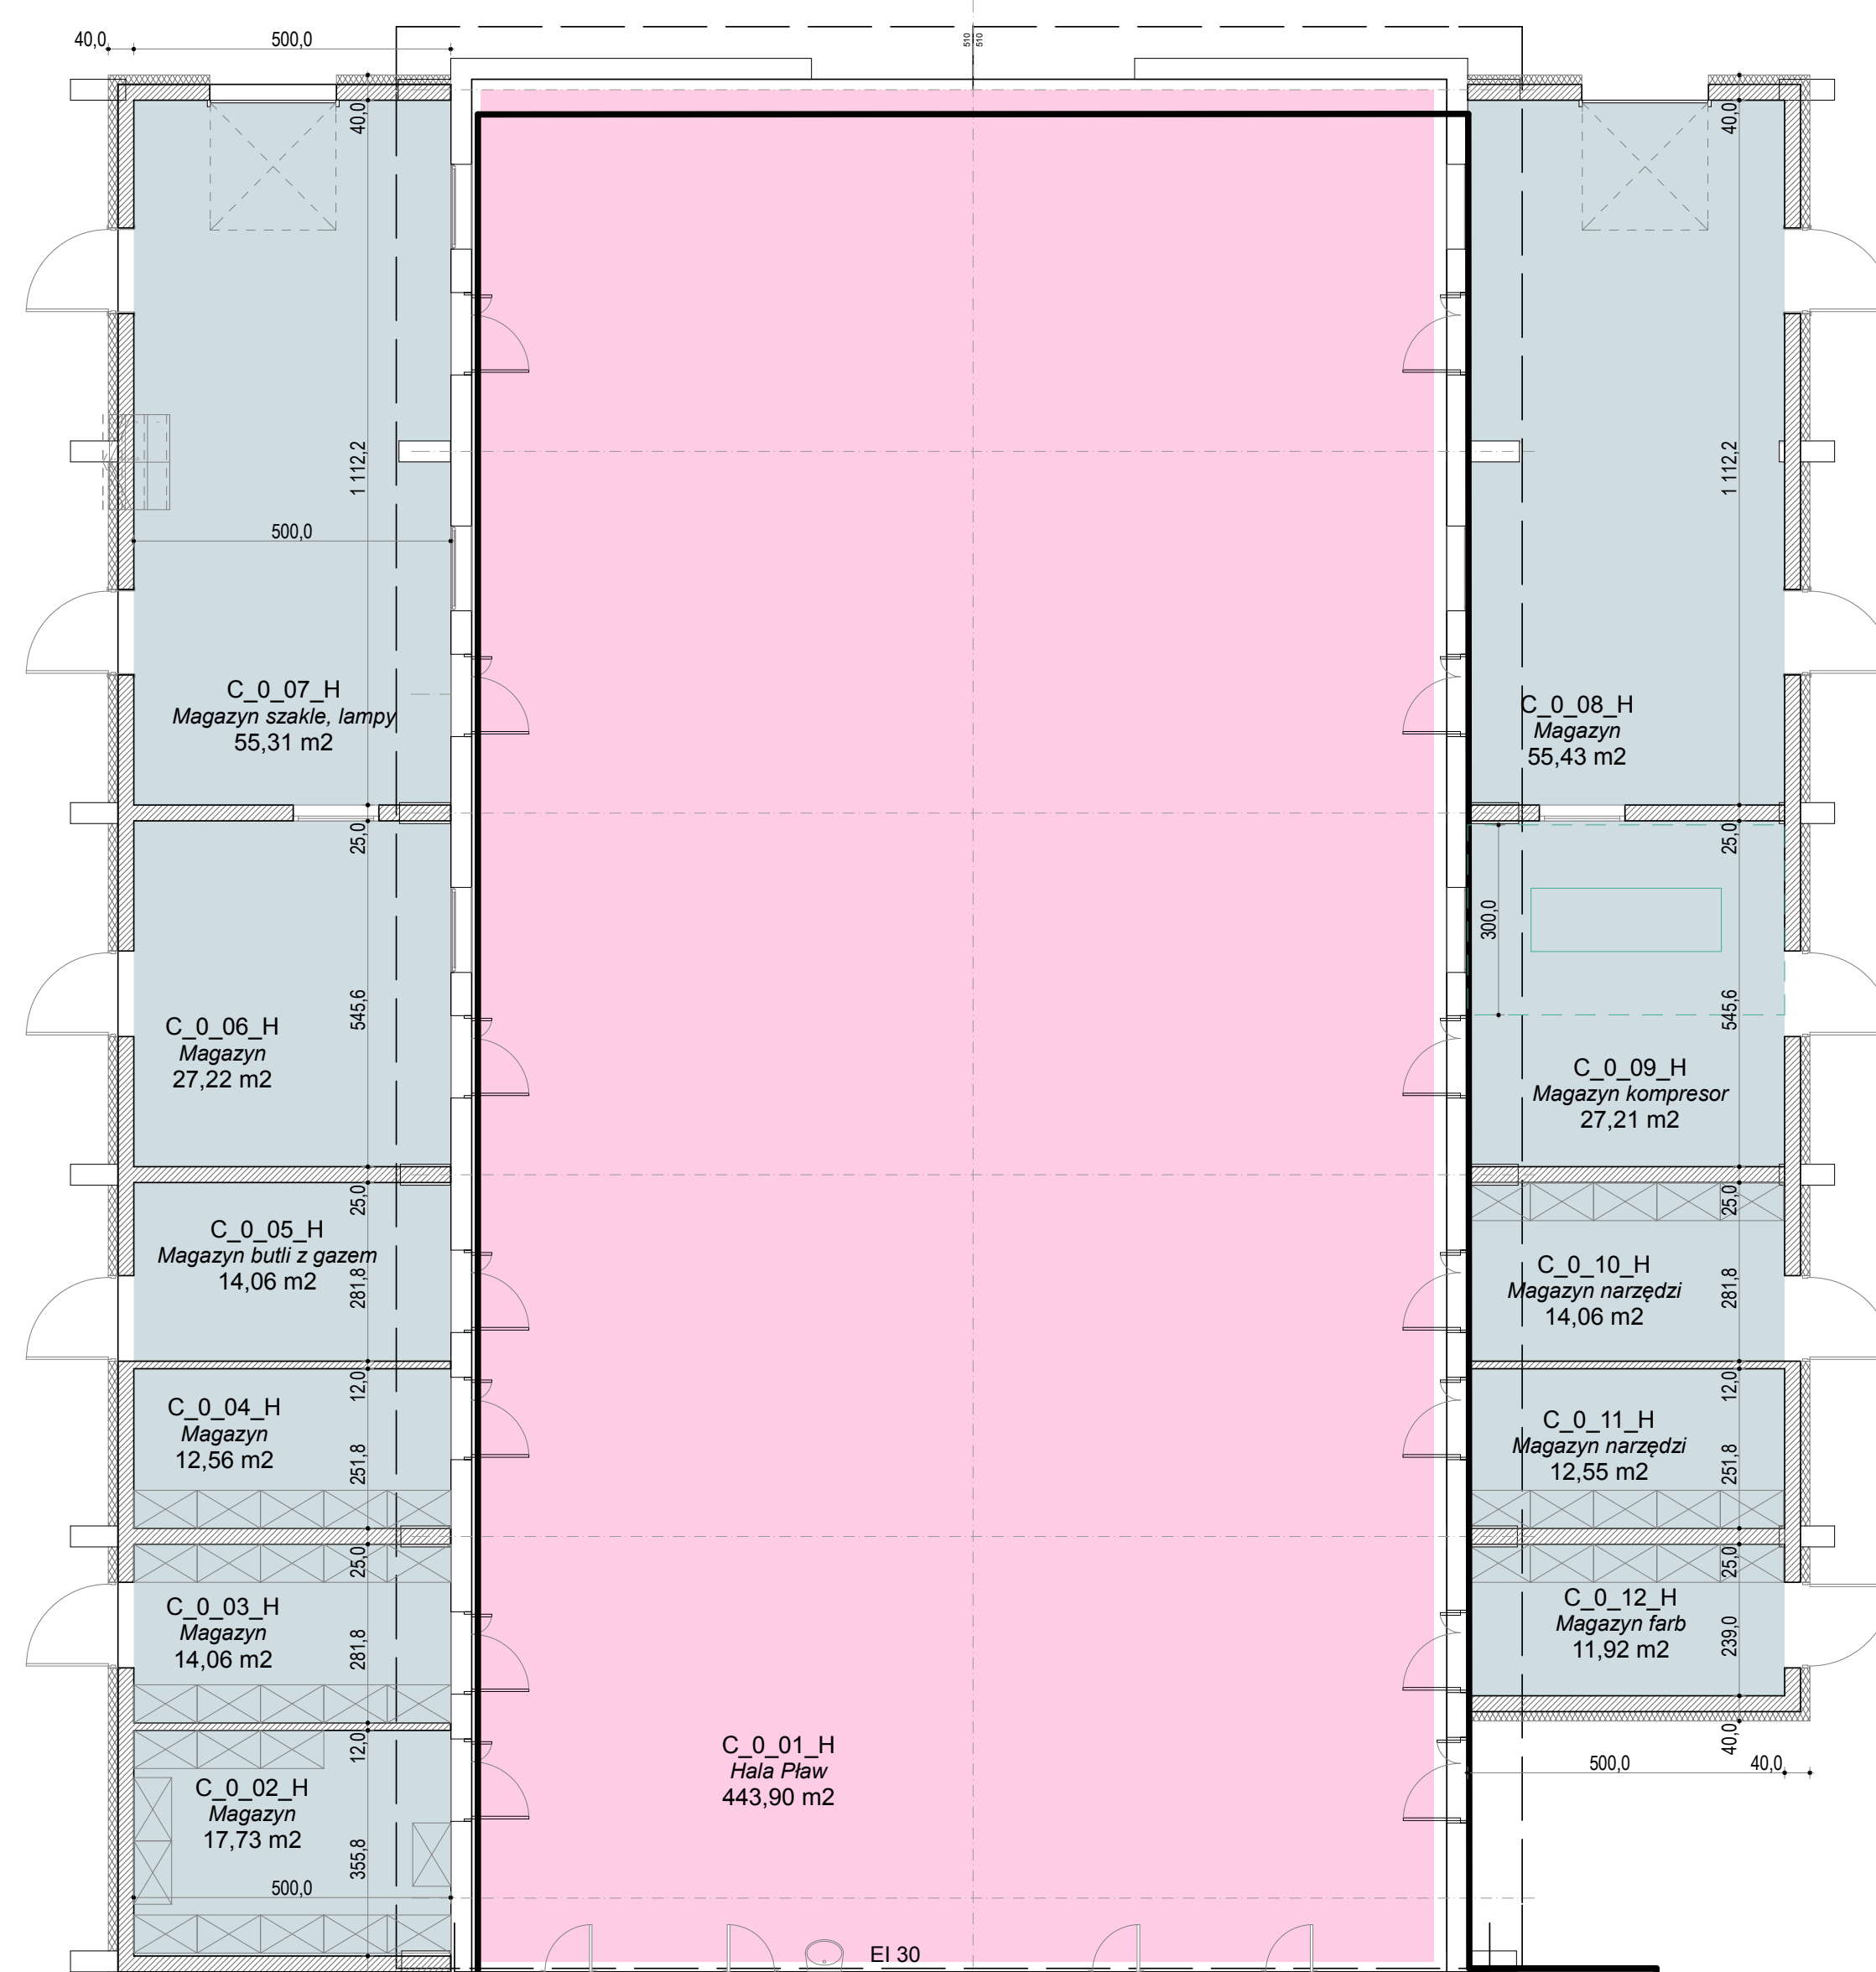 40,0
500,0
510
510
40,0
40,0
1 112,2
1 112,2
500,0
C_0_07_H
Magazyn szakle, lampy
55,31 m2
C_0_08_H
Magazyn
55,43 m2
25,0
25,0
300,0
545,6
545,6
C_0_06_H
Magazyn
27,22 m2
C_0_09_H
Magazyn kompresor
27,21 m2
25,0
25,0
C_0_05_H
Magazyn butli z gazem
14,06 m2
281,8
C_0_10_H
Magazyn narzędzi
14,06 m2
281,8
12,0
12,0
C_0_04_H
Magazyn
12,56 m2
251,8
C_0_11_H
Magazyn narzędzi
12,55 m2
251,8
25,0
25,0
C_0_03_H
Magazyn
14,06 m2
281,8
C_0_12_H
Magazyn farb
11,92 m2
239,0
12,0
40,0
C_0_01_H
Hala Pław
443,90 m2
500,0
40,0
C_0_02_H
Magazyn
17,73 m2
355,8
500,0
EI 30